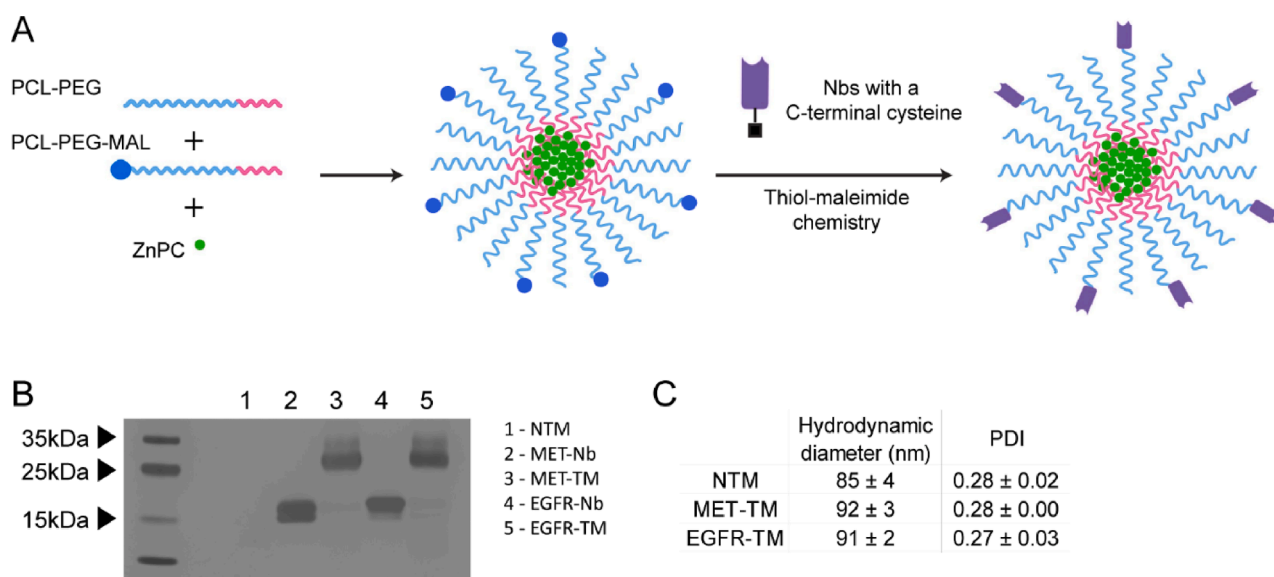 A
PCL-PEG
PCL-PEG-MAL
+
+
ZnPC
Nbs with a
C-terminal cysteine
Thiol-maleimide
chemistry
B
1 2 3 4 5
35kDa
25kDa
15kDa
1 - NTM
2 - MET-Nb
3 - MET-TM
4 - EGFR-Nb
5 - EGFR-TM
C
Hydrodynamic
diameter (nm) PDI
NTM 85 ± 4 0.28 ± 0.02
MET-TM 92 ± 3 0.28 ± 0.00
EGFR-TM 91 ± 2 0.27 ± 0.03